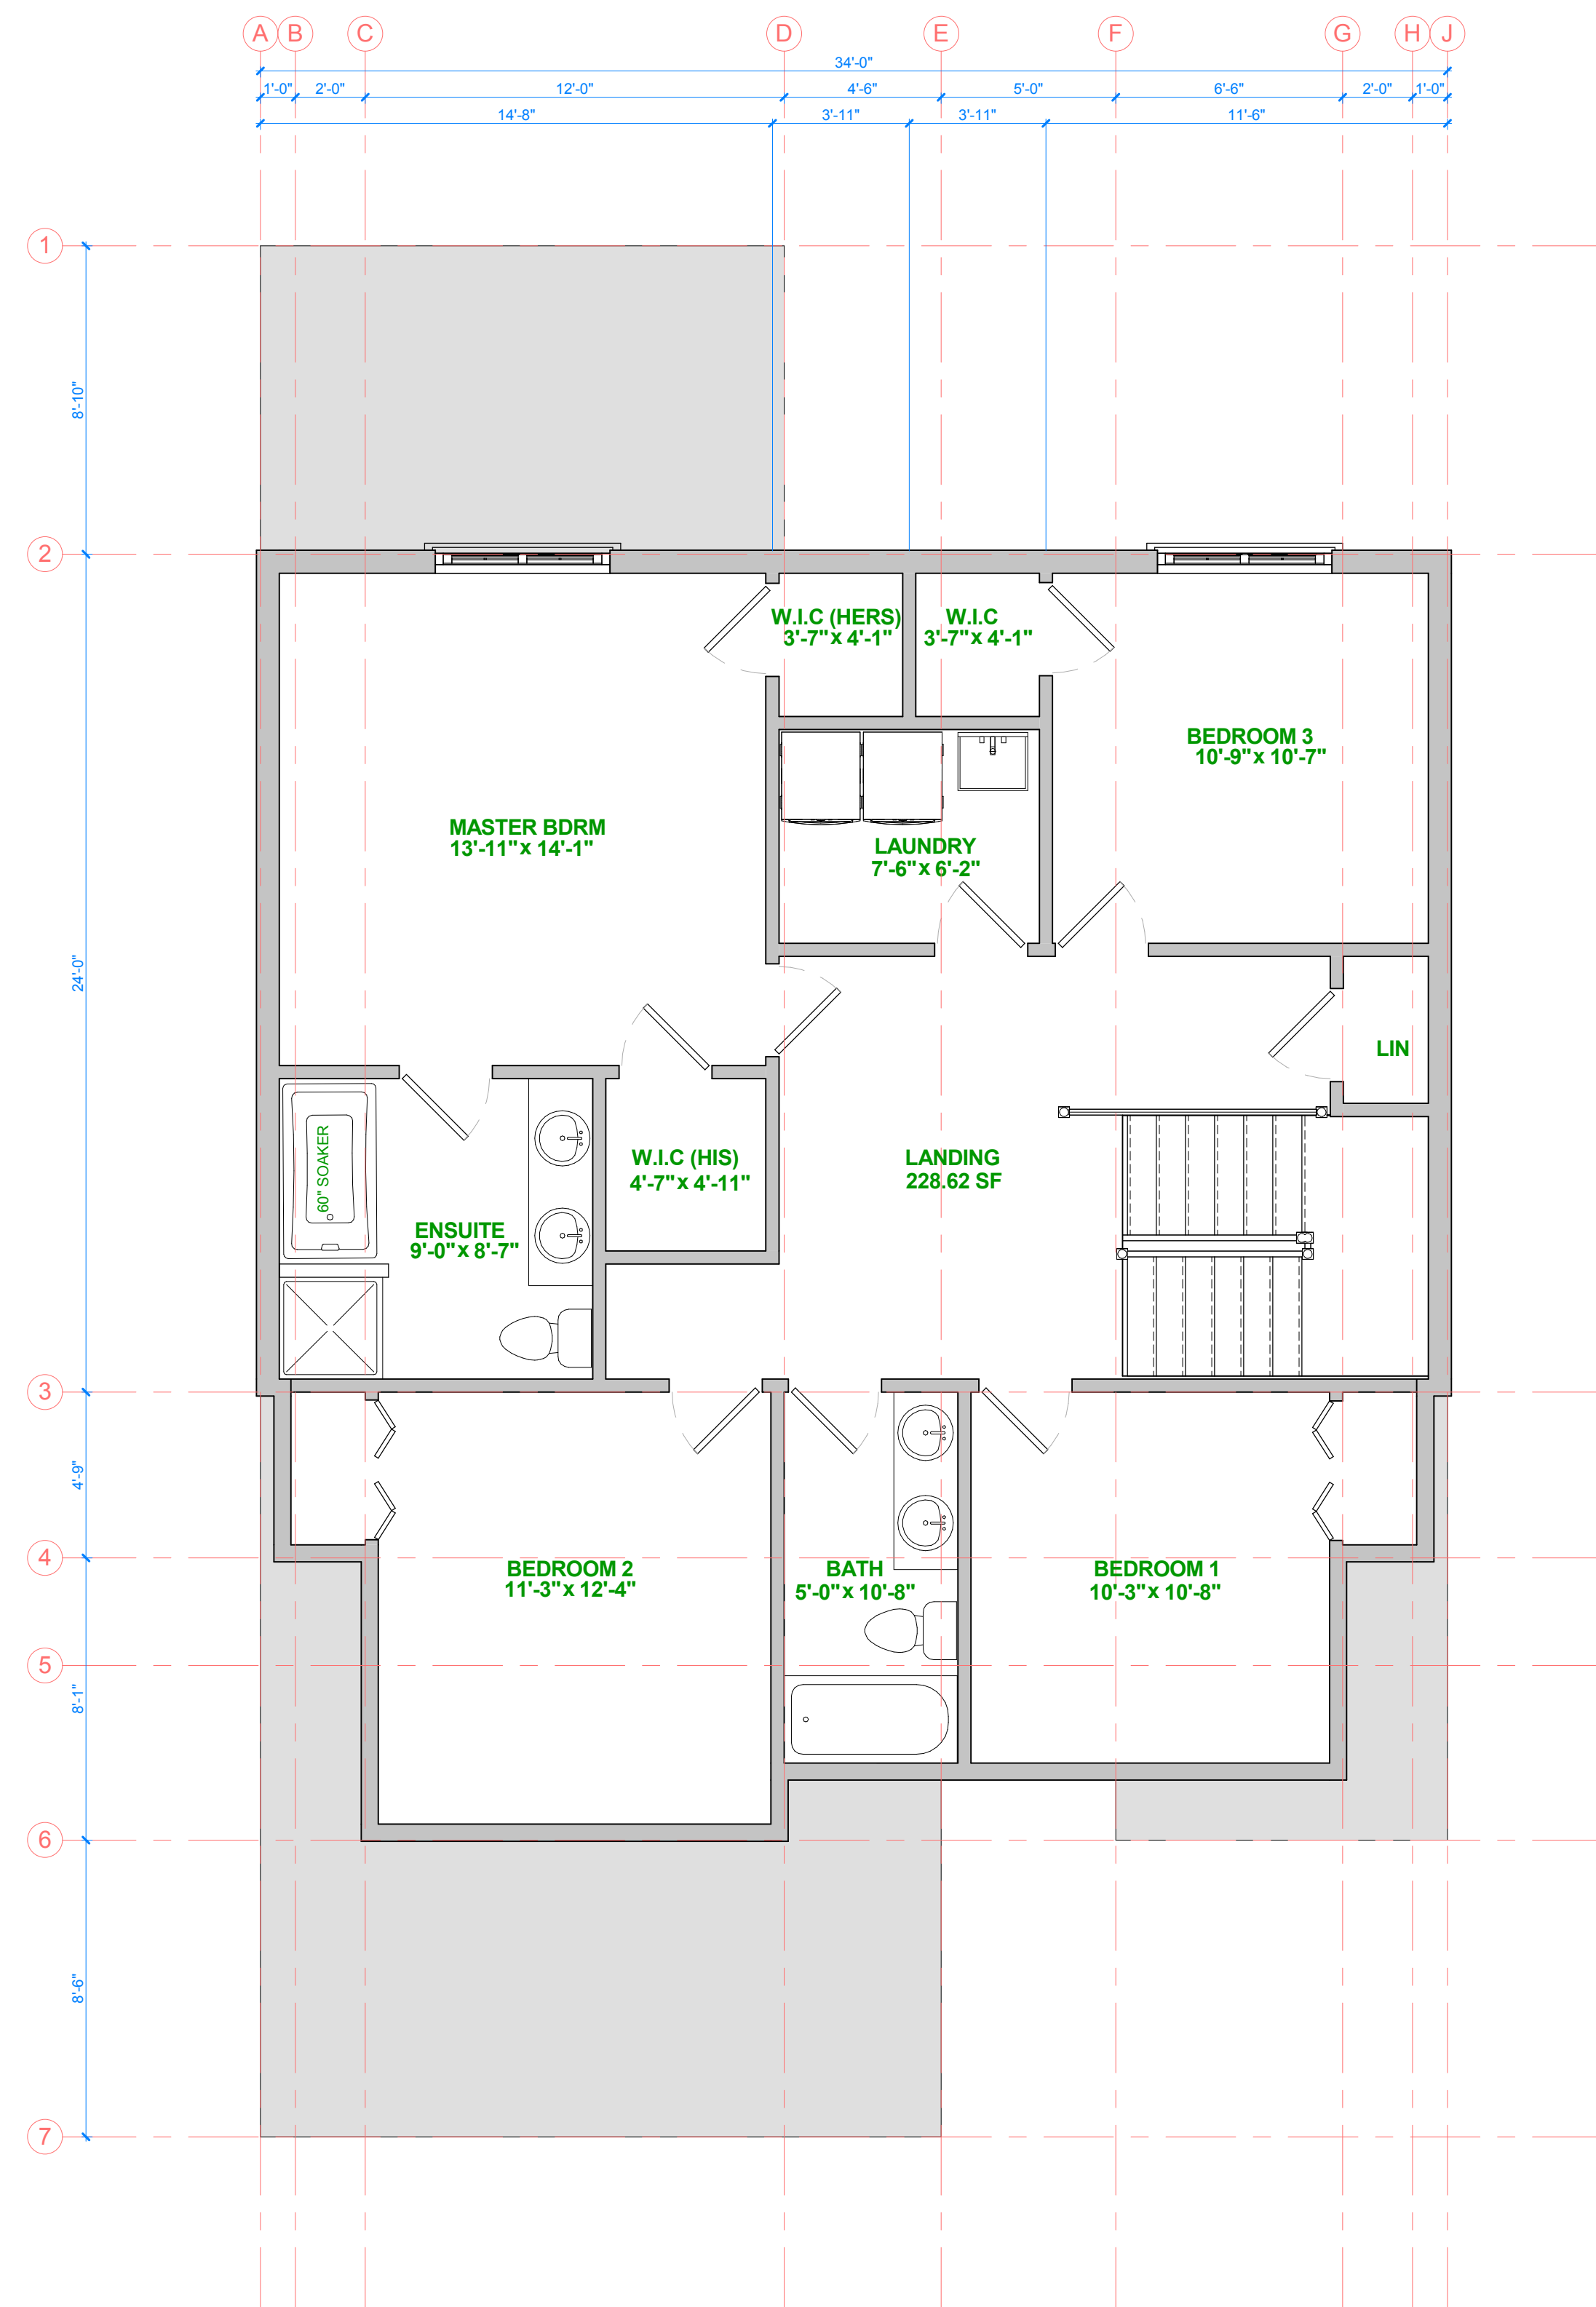 A B C D E F G H J
34'-0"
1'-0" 2'-0" 12'-0" 4'-6" 5'-0" 6'-6" 2'-0" 1'-0"
14'-8" 3'-11" 3'-11" 11'-6"
1
8'-10"
2
W.I.C (HERS)
3'-7"x 4'-1"
W.I.C
3'-7"x 4'-1"
BEDROOM 3
10'-9"x 10'-7"
MASTER BDRM
13'-11"x 14'-1"
LAUNDRY
7'-6"x 6'-2"
24'-0"
LIN
60" SOAKER
W.I.C (HIS)
4'-7"x 4'-11"
LANDING
228.62 SF
ENSUITE
9'-0"x 8'-7"
3
4'-9"
4
BEDROOM 2
11'-3"x 12'-4"
BATH
5'-0"x 10'-8"
BEDROOM 1
10'-3"x 10'-8"
5
8'-1"
6
8'-6"
7